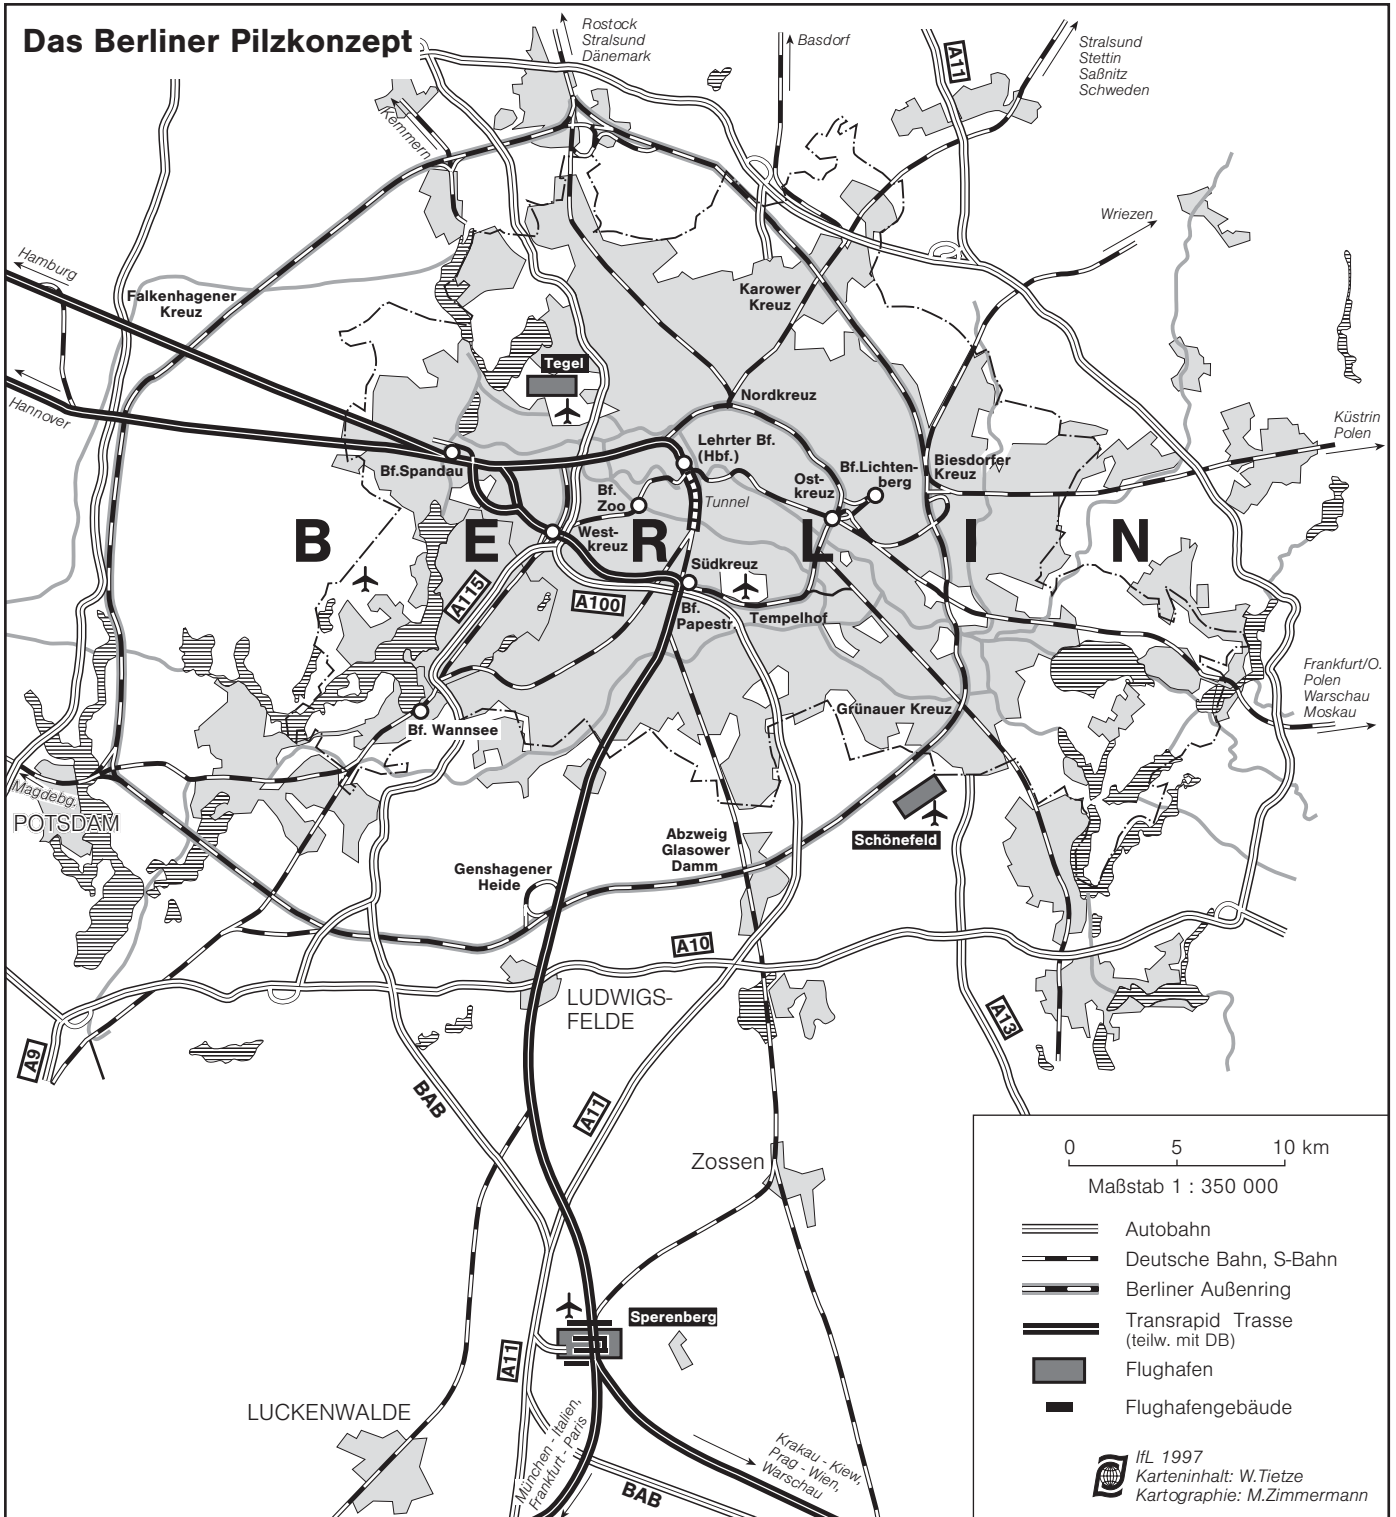 Das Berliner Pilzkonzept
Rostock
Stralsund
Dänemark
Basdorf
A11
Stralsund
Stettin
Saßnitz
Schweden
Kemmern
Wriezen
Hamburg
Falkenhagener
Kreuz
Karower
Kreuz
Tegel
Hannover
Nordkreuz
Küstrin
Polen
Lehrter Bf.
(Hbf.)
Bf.Spandau
Bf.Lichten-
berg
Biesdorfer
Kreuz
Ost-
kreuz
Bf.
Zoo
Tunnel
BERLIN
West-
kreuz
Südkreuz
A115
A100
Bf.
Papestr.
Tempelhof
Frankfurt/O.
Polen
Warschau
Moskau
Grünauer Kreuz
Bf. Wannsee
Magdebg.
POTSDAM
Schönefeld
Abzweig
Glasower
Damm
Genshagener
Heide
A10
LUDWIGS-
FELDE
A13
A9
BAB
A11
Zossen
0 5 10 km
Maßstab 1 : 350 000
Autobahn
Deutsche Bahn, S-Bahn
Berliner Außenring
Transrapid Trasse
(teilw. mit DB)
Flughafen
Flughafengebäude
Sperenberg
A11
LUCKENWALDE
München - Italien,
Frankfurt - Paris
Krakau - Kiew,
Prag - Wien,
Warschau
BAB
IfL 1997
Karteninhalt: W.Tietze
Kartographie: M.Zimmermann